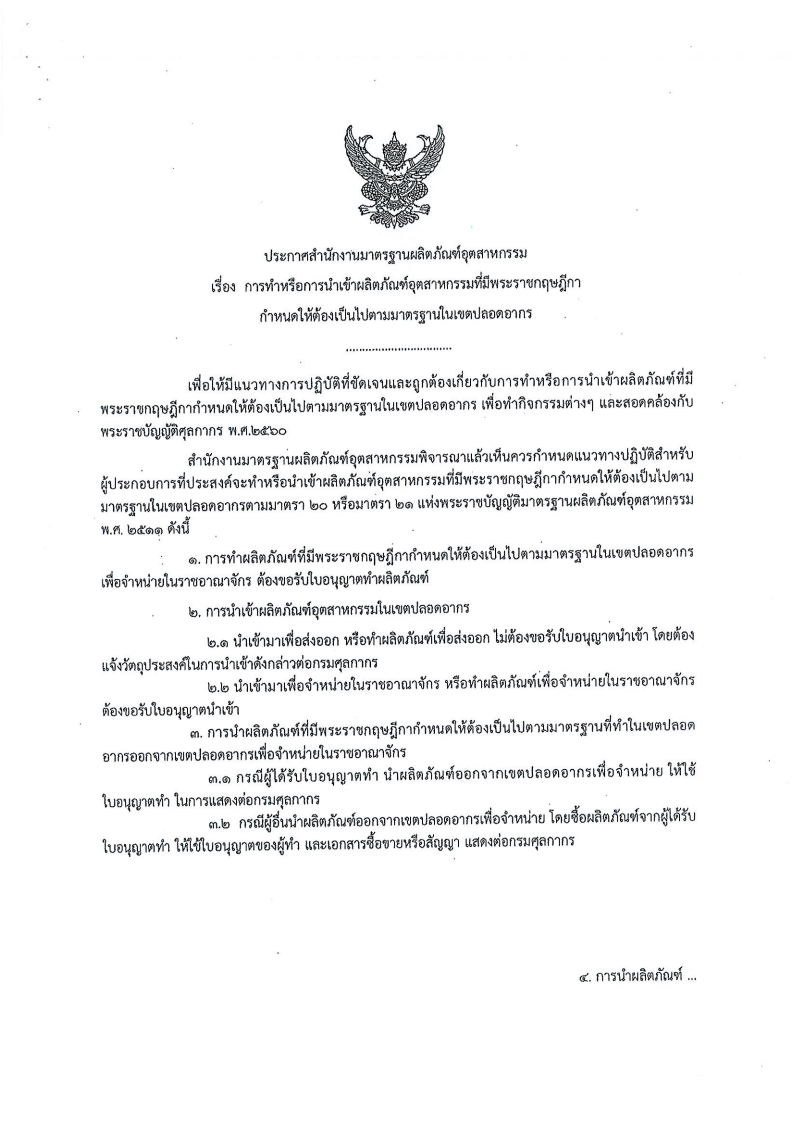 ประกาศสำนักงานมาตรฐานผลิตภัณฑ์อุตสาหกรรม
เรื่อง การทำหรือการนำเข้าผลิตภัณฑ์อุตสาหกรรมที่มีพระราชกฤษฎีกา
กำหนดให้ต้องเป็นไปตามมาตรฐานในเขตปลอดอากร
................................
เพื่อให้มีแนวทางการปฏิบัติที่ชัดเจนและถูกต้องเกี่ยวกับการทำหรือการนำเข้าผลิตภัณฑ์ที่มี
พระราชกฤษฎีกากำหนดให้ต้องเป็นไปตามมาตรฐานในเขตปลอดอากร เพื่อทำกิจกรรมต่างๆ และสอดคล้องกับ
พระราชบัญญัติศุลกากร พ.ศ.๒๕๖๐
สำนักงานมาตรฐานผลิตภัณฑ์อุตสาหกรรมพิจารณาแล้วเห็นควรกำหนดแนวทางปฏิบัติสำหรับ
ผู้ประกอบการที่ประสงค์จะทำหรือนำเข้าผลิตภัณฑ์อุตสาหกรรมที่มีพระราชกฤษฎีกากำหนดให้ต้องเป็นไปตาม
มาตรฐานในเขตปลอดอากรตามมาตรา ๒๐ หรือมาตรา ๒๑ แห่งพระราชบัญญัติมาตรฐานผลิตภัณฑ์อุตสาหกรรม
พ.ศ. ๒๕๑๑ ดังนี้
๑. การทำผลิตภัณฑ์ที่มีพระราชกฤษฎีกากำหนดให้ต้องเป็นไปตามมาตรฐานในเขตปลอดอากร
เพื่อจำหน่ายในราชอาณาจักร ต้องขอรับใบอนุญาตทำผลิตภัณฑ์
๒. การนำเข้าผลิตภัณฑ์อุตสาหกรรมในเขตปลอดอากร
๒.๑ นำเข้ามาเพื่อส่งออก หรือทำผลิตภัณฑ์เพื่อส่งออก ไม่ต้องขอรับใบอนุญาตนำเข้า โดยต้อง
แจ้งวัตถุประสงค์ในการนำเข้าดังกล่าวต่อกรมศุลกากร
๒.๒ นำเข้ามาเพื่อจำหน่ายในราชอาณาจักร หรือทำผลิตภัณฑ์เพื่อจำหน่ายในราชอาณาจักร
ต้องขอรับใบอนุญาตนำเข้า
๓. การนำผลิตภัณฑ์ที่มีพระราชกฤษฎีกากำหนดให้ต้องเป็นไปตามมาตรฐานที่ทำในเขตปลอด
อากรออกจากเขตปลอดอากรเพื่อจำหน่ายในราชอาณาจักร
๓.๑ กรณีผู้ได้รับใบอนุญาตทำ นำผลิตภัณฑ์ออกจากเขตปลอดอากรเพื่อจำหน่าย ให้ใช้
ใบอนุญาตทำ ในการแสดงต่อกรมศุลกากร
๓.๒ กรณีผู้อื่นนำผลิตภัณฑ์ออกจากเขตปลอดอากรเพื่อจำหน่าย โดยซื้อผลิตภัณฑ์จากผู้ได้รับ
ใบอนุญาตทำ ให้ใช้ใบอนุญาตของผู้ทำ และเอกสารซื้อขายหรือสัญญา แสดงต่อกรมศุลกากร
๔. การนำผลิตภัณฑ์ ...